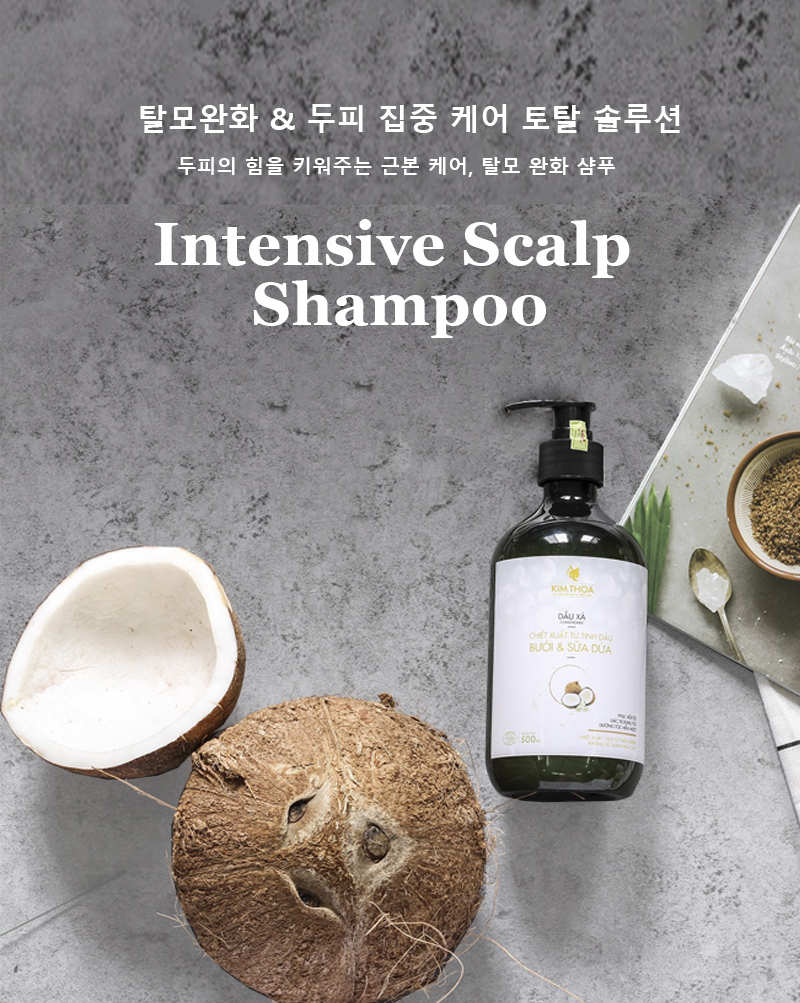 탈모완화 & 두피 집중 케어 토탈 솔루션
두피의 힘을 키워주는 근본 케어, 탈모 완화 샴푸
Intensive Scalp
Shampoo
KIM THOA
DẦU XẢ
CONDITIONER
CHIẾT XUẤT TỪ TINH DẦU
BƯỞI & SỮA DỪA
500